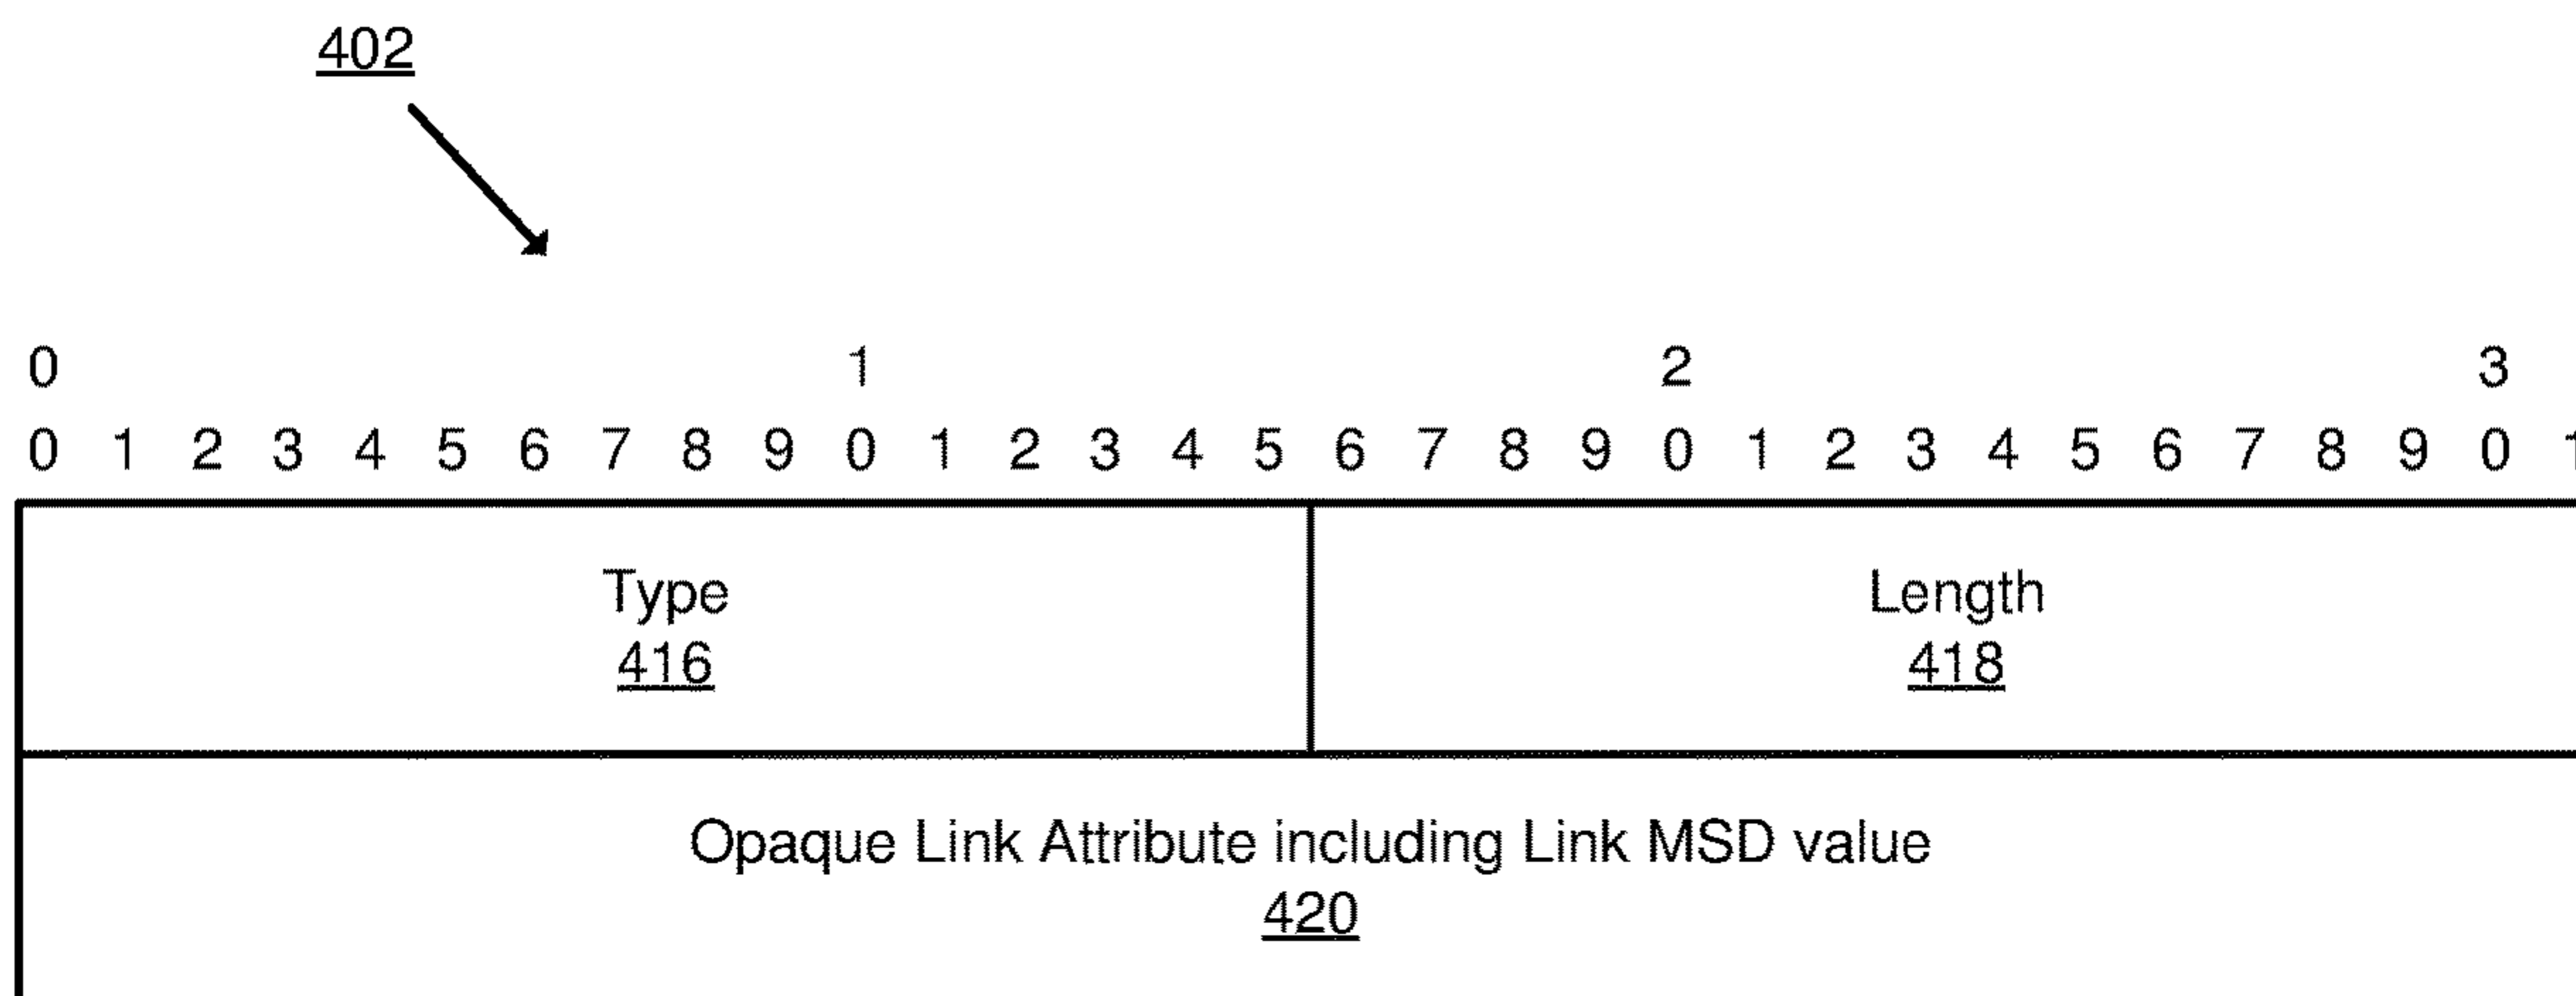 402
0 1 2 3
0 1 2 3 4 5 6 7 8 9 0 1 2 3 4 5 6 7 8 9 0 1 2 3 4 5 6 7 8 9 0 1
Type Length
416 418
Opaque Link Attribute including Link MSD value
420